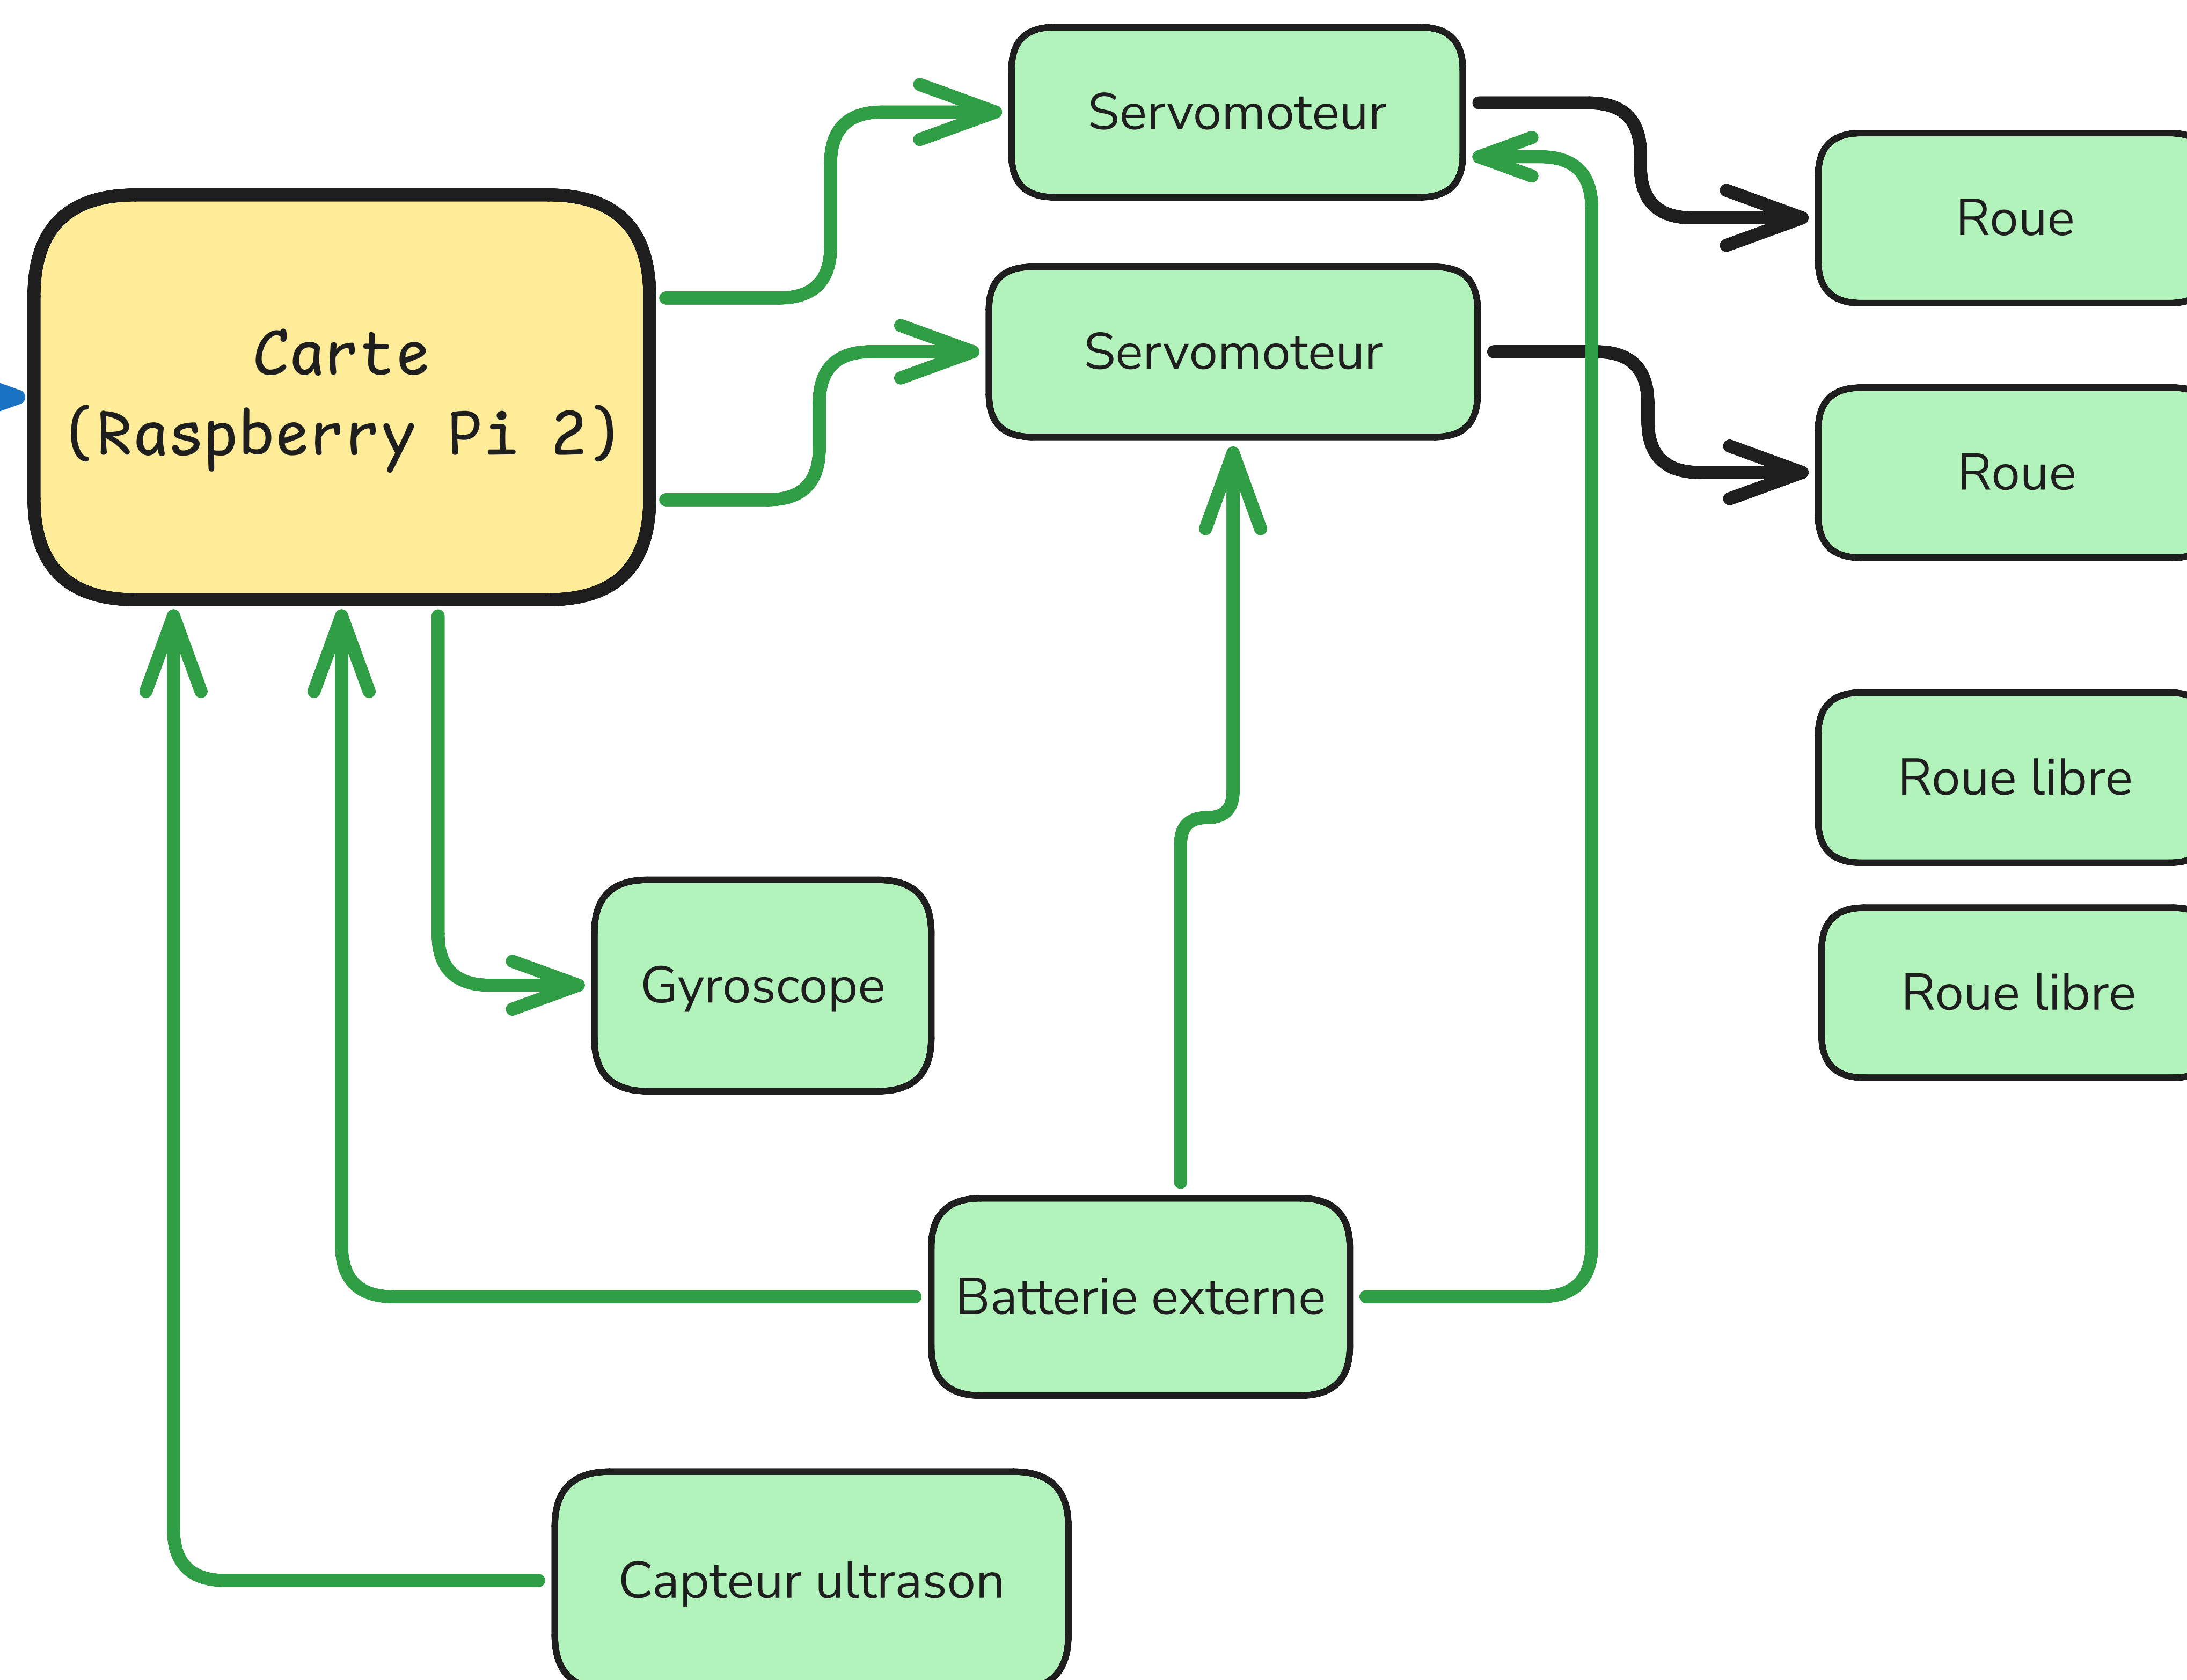 Servomoteur
Roue
Carte
(Raspberry Pi 2)
Servomoteur
Roue
Roue libre
Gyroscope
Roue libre
Batterie externe
Capteur ultrason